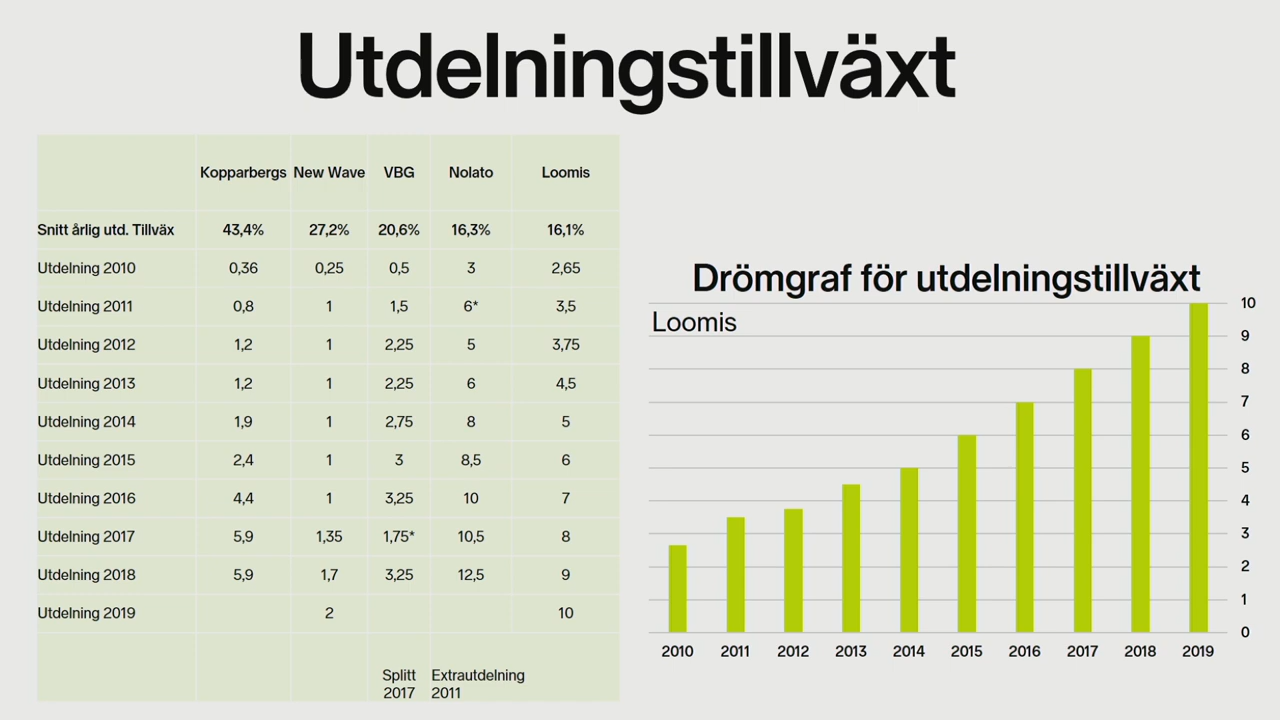 Utdelningstillväxt
Kopparbergs New Wave VBG Nolato Loomis
Snitt årlig utd. Tillväx 43,4% 27,2% 20,6% 16,3% 16,1%
Utdelning 2010 0,36 0,25 0,5 3 2,65
Utdelning 2011 0,8 1 1,5 6* 3,5
Utdelning 2012 1,2 1 2,25 5 3,75
Utdelning 2013 1,2 1 2,25 6 4,5
Utdelning 2014 1,9 1 2,75 8 5
Utdelning 2015 2,4 1 3 8,5 6
Utdelning 2016 4,4 1 3,25 10 7
Utdelning 2017 5,9 1,35 1,75* 10,5 8
Utdelning 2018 5,9 1,7 3,25 12,5 9
Utdelning 2019 2 10
Splitt Extrautdelning
2017 2011
Drömgraf för utdelningstillväxt
Loomis
10
9
8
7
6
5
4
3
2
1
0
2010 2011 2012 2013 2014 2015 2016 2017 2018 2019